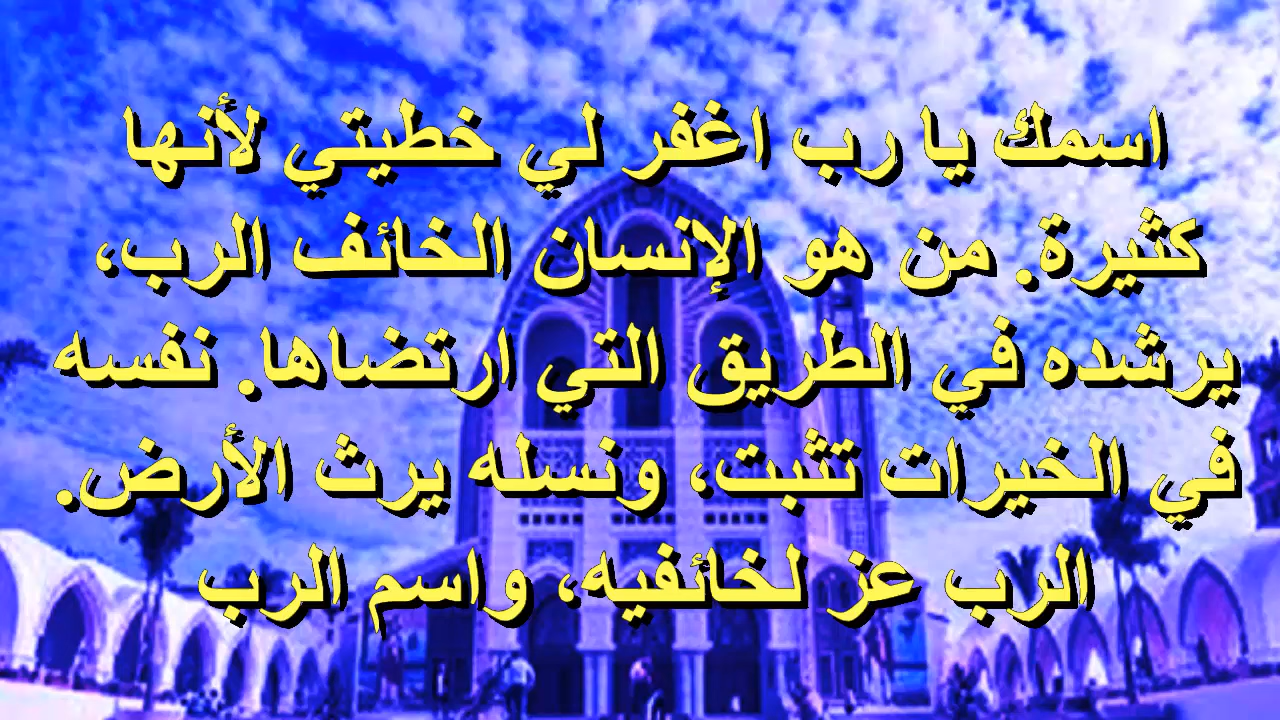 اسمك يا رب اغفر لي خطيتي لأنها
كثيرة. من هو الإنسان الخائف الرب،
يرشده في الطريق التي ارتضاها. نفسه
في الخيرات تثبت، ونسله يرث الأرض.
الرب عز لخائفيه، واسم الرب